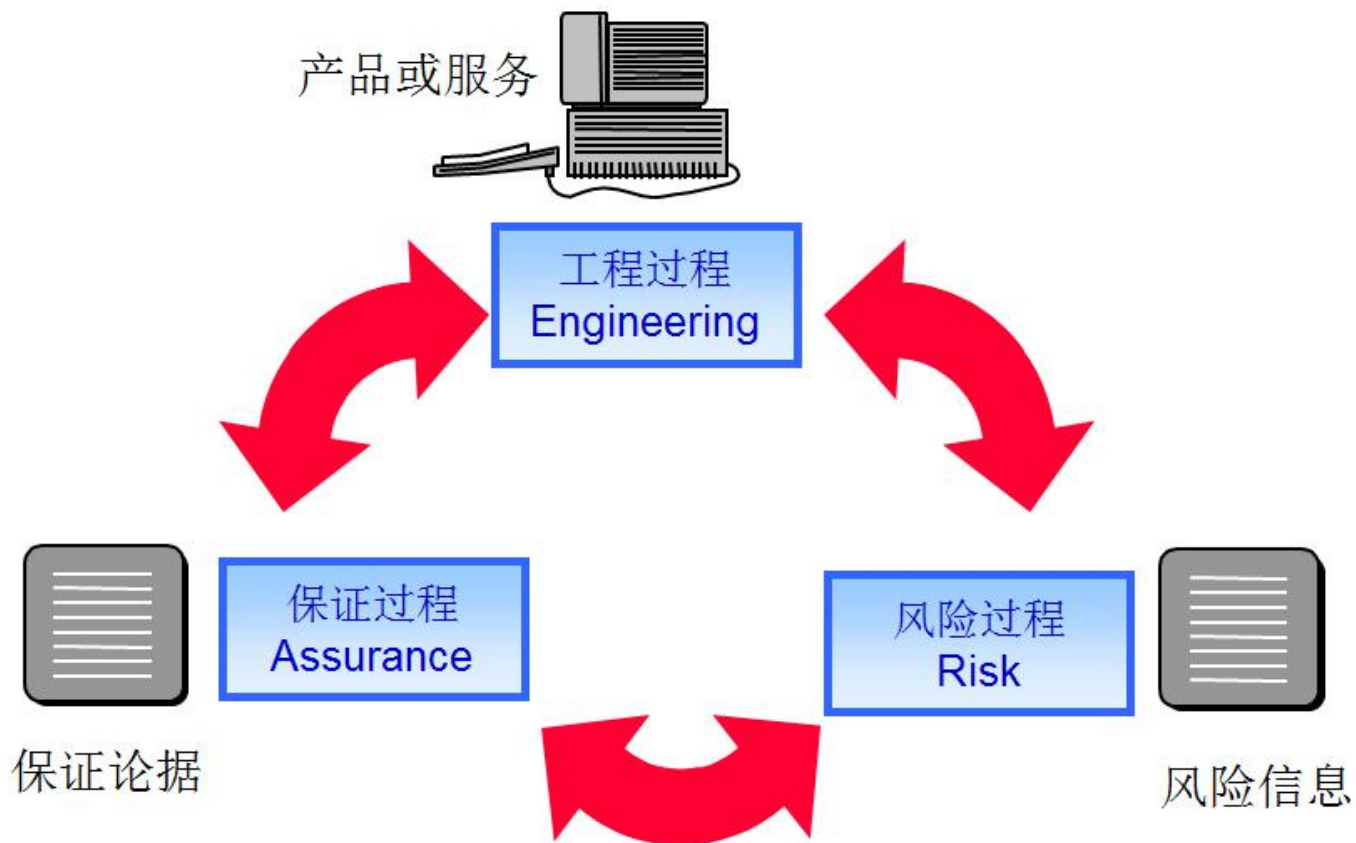 产品或服务
工程过程
Engineering
保证过程
Assurance
风险过程
Risk
保证论据
风险信息